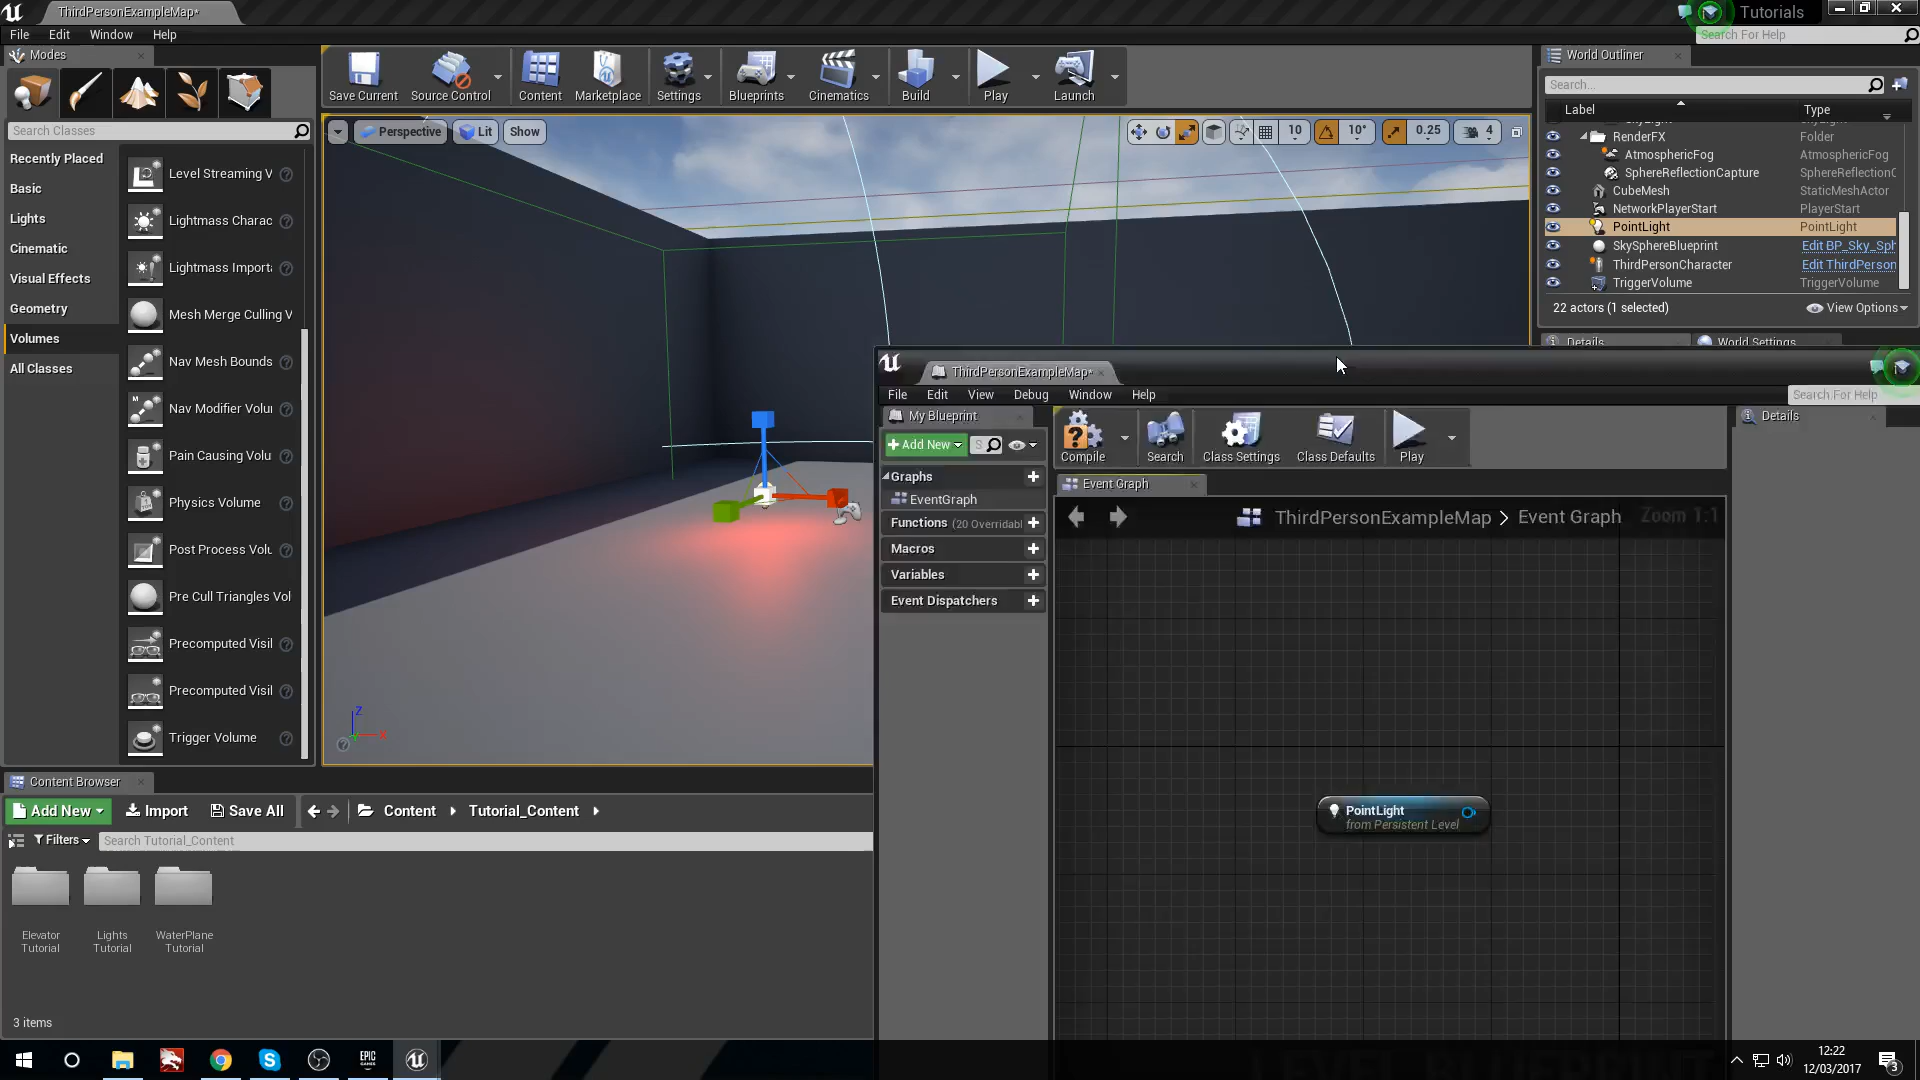 ThirdPersonExampleMap*
Tutorials
File Edit Window Help
Search For Help
Modes
Save Current
Source Control
Content
Marketplace
Settings
Blueprints
Cinematics
Build
Play
Launch
World Outliner
Search...
Label
Type
Search Classes
Perspective
Lit
Show
10
10°
0.25
4
Recently Placed
Basic
Lights
Cinematic
Visual Effects
Geometry
Volumes
All Classes
Level Streaming V
Lightmass Charac
Lightmass Importa
Mesh Merge Culling V
Nav Mesh Bounds
Nav Modifier Volu
Pain Causing Volu
Physics Volume
Post Process Volu
Pre Cull Triangles Vol
Precomputed Visil
Precomputed Visil
Trigger Volume
RenderFX Folder
AtmosphericFog AtmosphericFog
SphereReflectionCapture SphereReflectionC
CubeMesh StaticMeshActor
NetworkPlayerStart PlayerStart
PointLight PointLight
SkySphereBlueprint Edit BP_Sky_Sph
ThirdPersonCharacter Edit ThirdPerson
TriggerVolume TriggerVolume
22 actors (1 selected)
View Options
Details
World Settings
Z
X
ThirdPersonExampleMap*
File Edit View Debug Window Help
Search For Help
My Blueprint
Add New
S
Compile
Search
Class Settings
Class Defaults
Play
Details
Graphs
EventGraph
Functions (20 Overridabl
Macros
Variables
Event Dispatchers
Event Graph
ThirdPersonExampleMap > Event Graph
Zoom 1:1
PointLight
from Persistent Level
Content Browser
Add New
Import
Save All
Content
Tutorial_Content
Filters
Search Tutorial_Content
Elevator
Tutorial
Lights
Tutorial
WaterPlane
Tutorial
3 items
EPIC
GAMES
12:22
12/03/2017
3